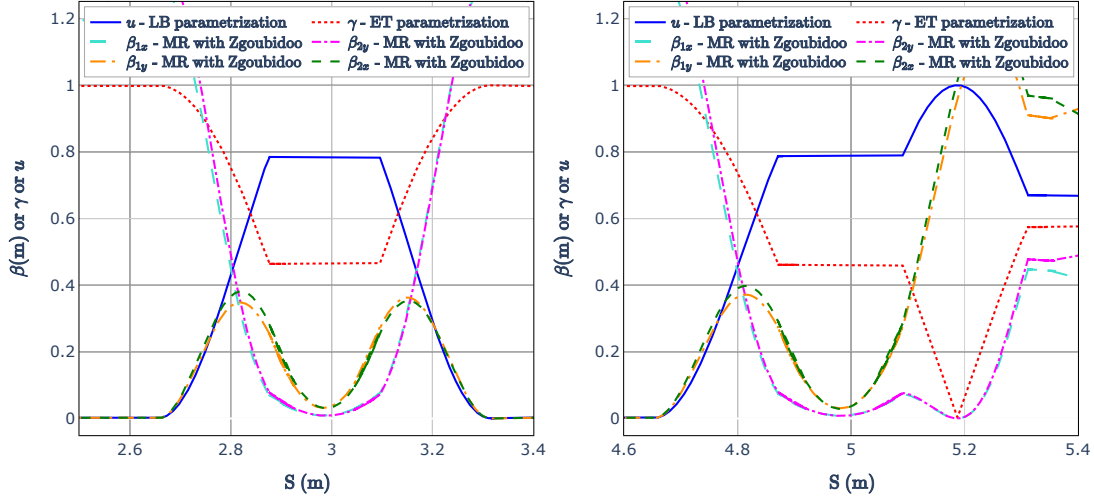 u - LB parametrization γ - ET parametrization
β1x - MR with Zgoubidoo β2y - MR with Zgoubidoo
β1y - MR with Zgoubidoo β2x - MR with Zgoubidoo
1.2
1
0.8
0.6
0.4
0.2
0
β(m) or γ or u
2.6 2.8 3 3.2 3.4
S (m)
u - LB parametrization γ - ET parametrization
β1x - MR with Zgoubidoo β2y - MR with Zgoubidoo
β1y - MR with Zgoubidoo β2x - MR with Zgoubidoo
1.2
1
0.8
0.6
0.4
0.2
0
β(m) or γ or u
4.6 4.8 5 5.2 5.4
S (m)